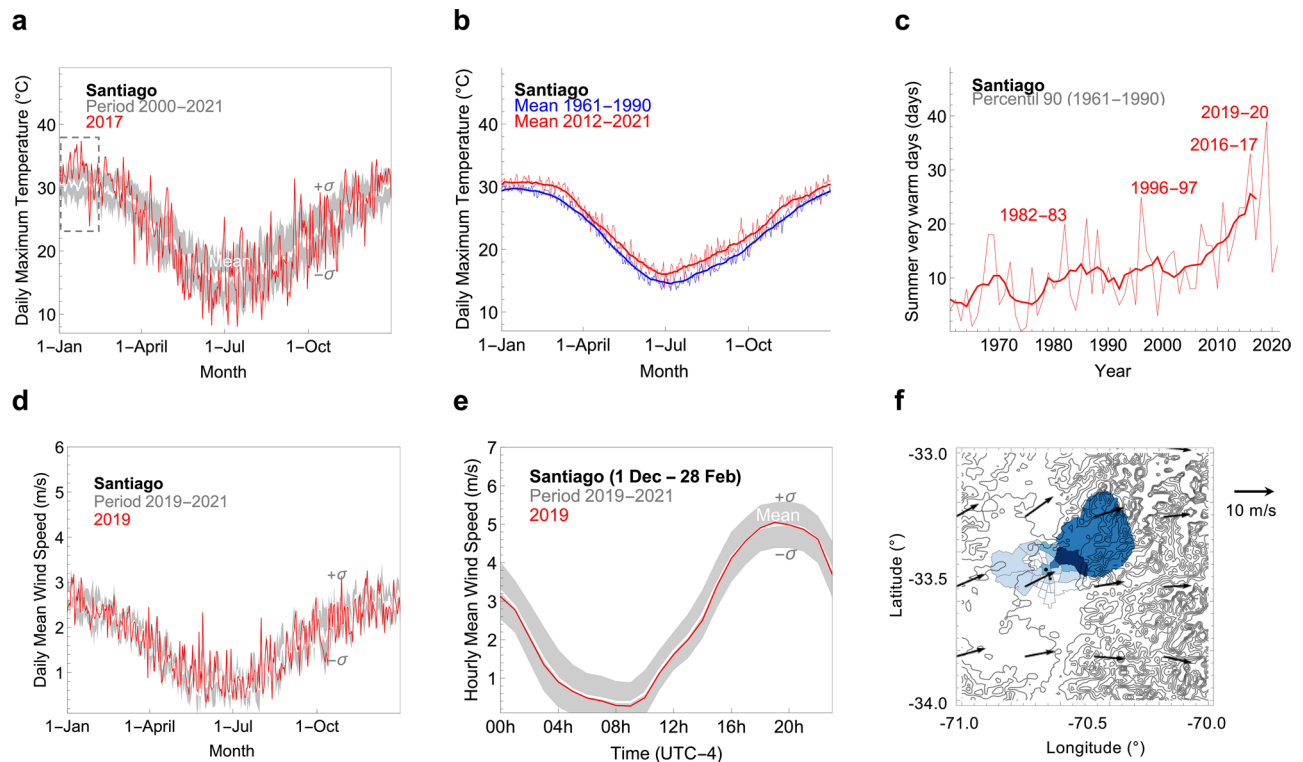 a
Santiago
Period 2000–2021
2017
+σ
Mean
−σ
Daily Maximum Temperature (°C)
40
30
20
10
1–Jan
1–April
1–Jul
1–Oct
Month
b
Santiago
Mean 1961–1990
Mean 2012–2021
Daily Maximum Temperature (°C)
40
30
20
10
1–Jan
1–April
1–Jul
1–Oct
Month
c
Santiago
Percentil 90 (1961–1990)
2019–20
2016–17
1996–97
1982–83
Summer very warm days (days)
40
30
20
10
1970
1980
1990
2000
2010
2020
Year
d
Santiago
Period 2019–2021
2019
+σ
−σ
Daily Mean Wind Speed (m/s)
6
5
4
3
2
1
1–Jan
1–April
1–Jul
1–Oct
Month
e
Santiago (1 Dec – 28 Feb)
Period 2019–2021
2019
+σ
Mean
−σ
Hourly Mean Wind Speed (m/s)
7
6
5
4
3
2
1
00h
04h
08h
12h
16h
20h
Time (UTC–4)
f
10 m/s
Latitude (°)
-33.0
-33.5
-34.0
-71.0
-70.5
-70.0
Longitude (°)